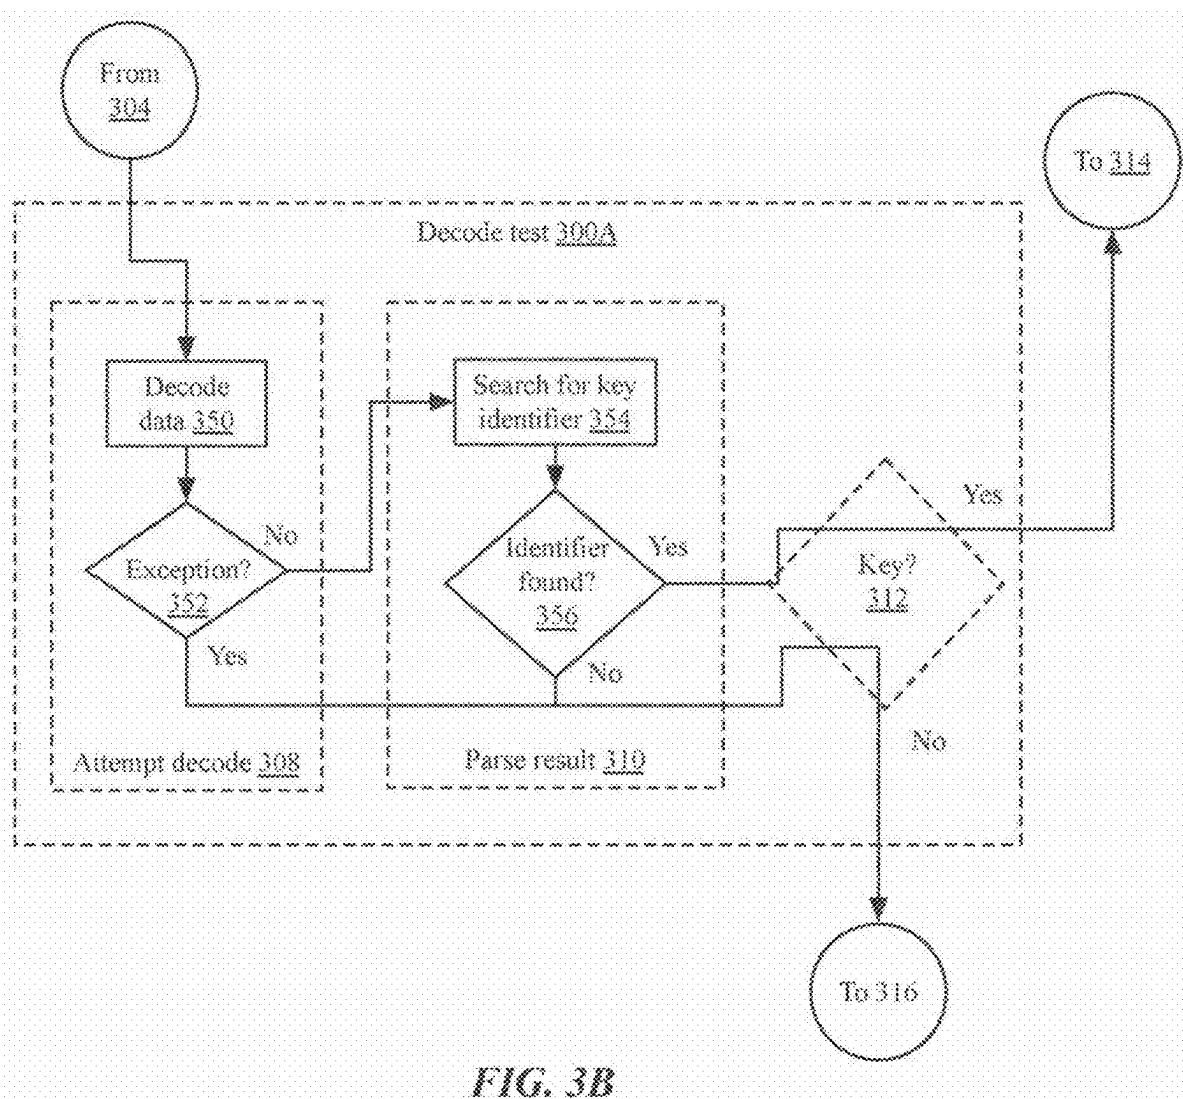 From
304
To 314
Decode test 300A
Decode
data 350
Search for key
identifier 354
No
Exception?
352
Yes
Identifier
found?
356
Yes
No
Yes
Key?
312
No
Attempt decode 308
Parse result 310
To 316
FIG. 3B